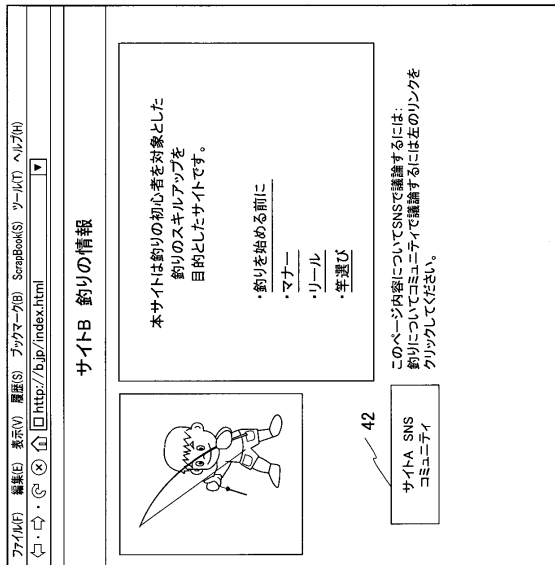 ファイル(F) 編集(E) 表示(V) 履歴(S) ブックマーク(B) ScrapBook(S) ツール(T) ヘルプ(H)
http://b.jp/index.html
サイトB 釣りの情報
本サイトは釣りの初心者を対象とした
釣りのスキルアップを
目的としたサイトです。
・釣りを始める前に
・マナー
・リール
・竿選び
42
サイトA SNS
コミュニティ
このページ内容についてSNSで議論するには:
釣りについてコミュニティで議論するには左のリンクを
クリックしてください。